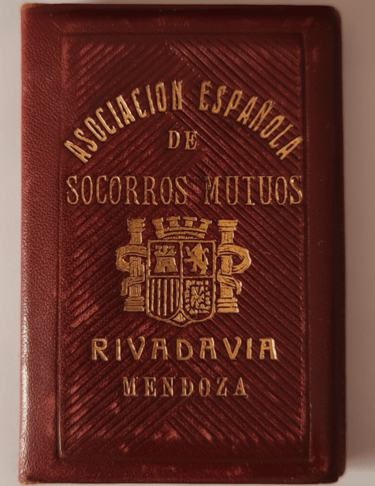 ASOCIACION ESPAÑOLA
DE
SOCORROS MUTUOS
RIVADAVIA
MENDOZA